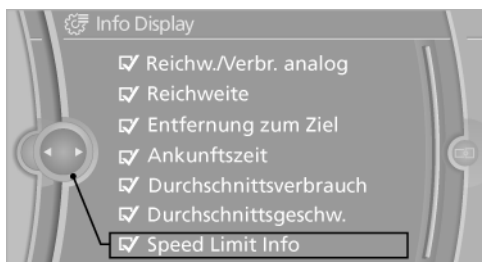 Info Display
Reichw./Verbr. analog
Reichweite
Entfernung zum Ziel
Ankunftszeit
Durchschnittsverbrauch
Durchschnittsgeschw.
Speed Limit Info